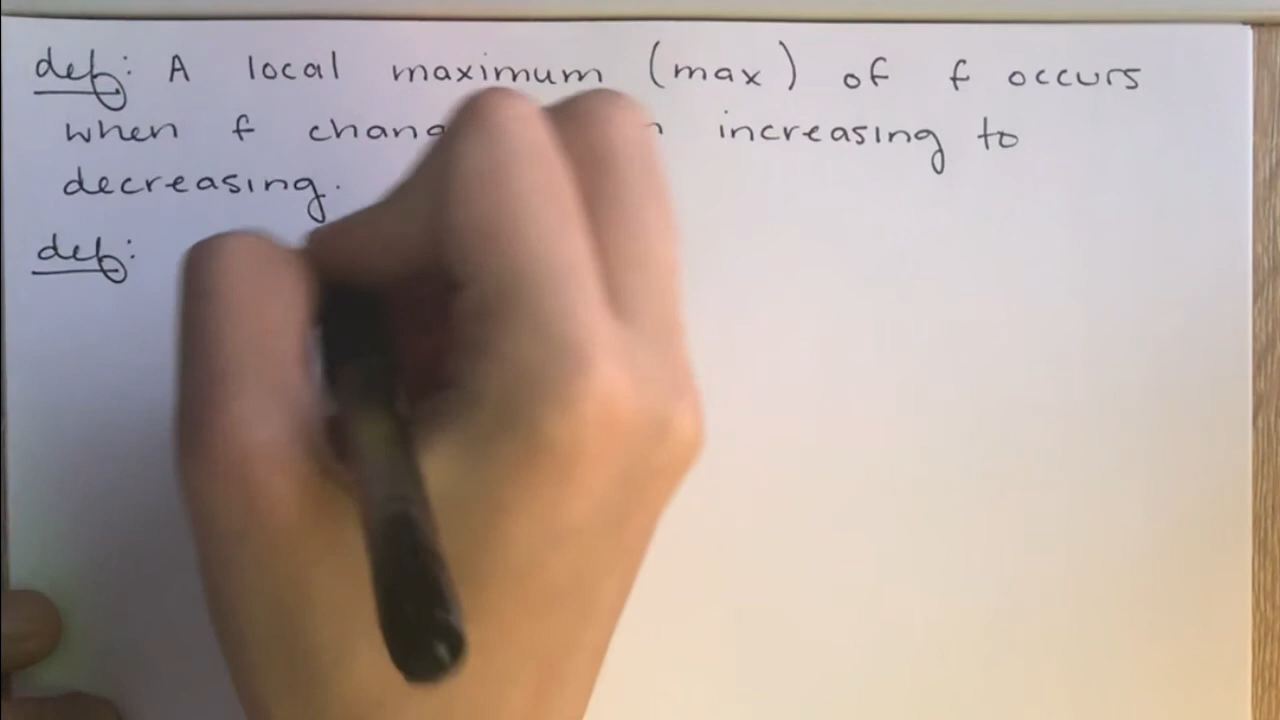 def: A local maximum (max) of f occurs
when f increasing to
decreasing.
def: